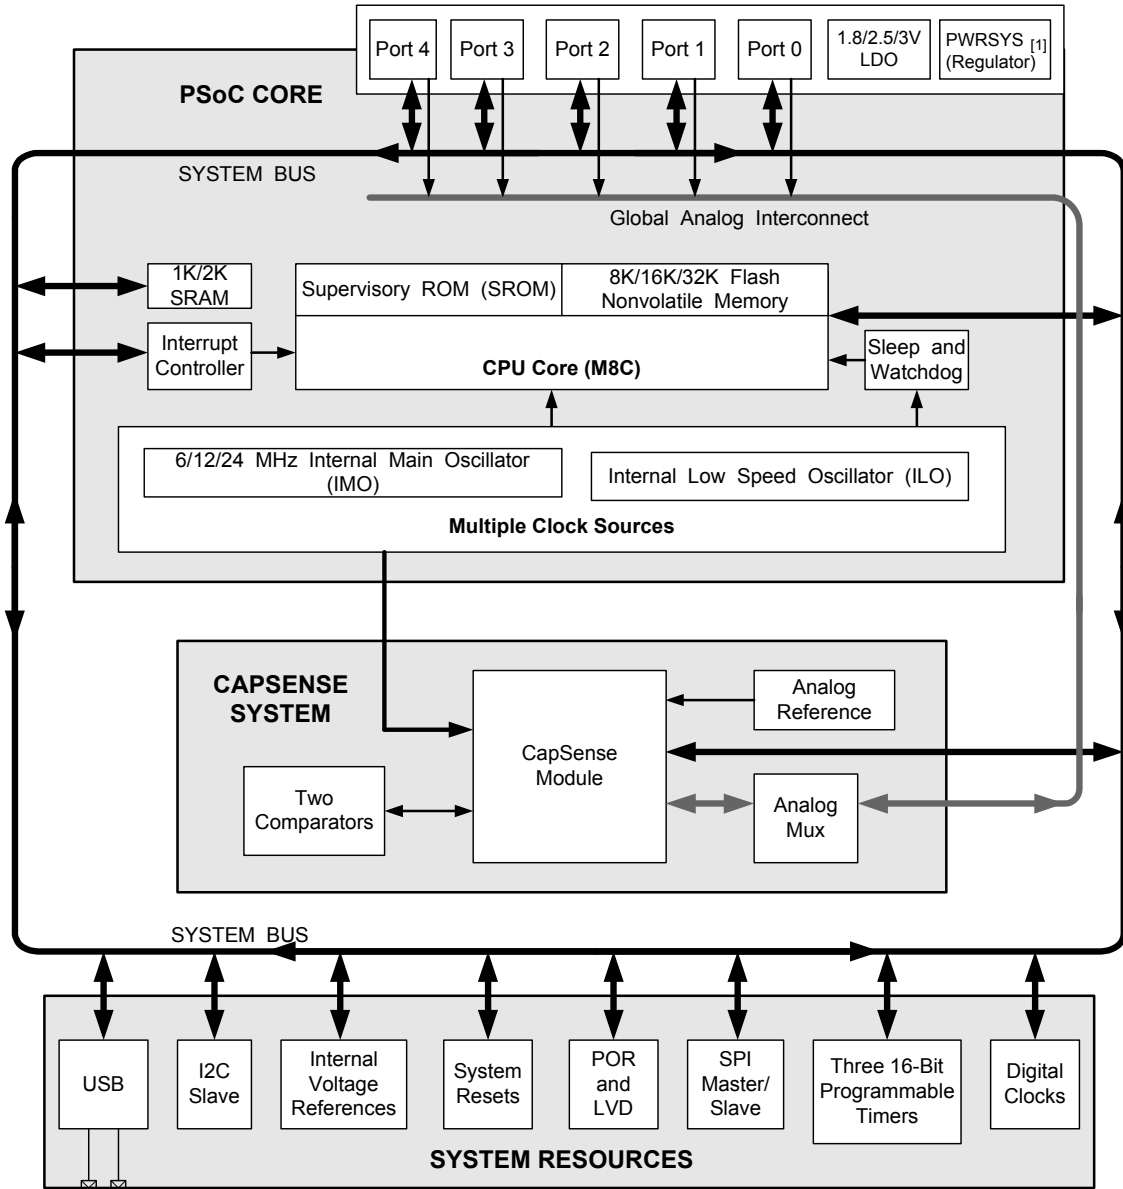 Port 4
Port 3
Port 2
Port 1
Port 0
1.8/2.5/3V
LDO
PWRSYS [1]
(Regulator)
PSoC CORE
SYSTEM BUS
Global Analog Interconnect
1K/2K
SRAM
Supervisory ROM (SROM)
8K/16K/32K Flash
Nonvolatile Memory
Interrupt
Controller
CPU Core (M8C)
Sleep and
Watchdog
6/12/24 MHz Internal Main Oscillator
(IMO)
Internal Low Speed Oscillator (ILO)
Multiple Clock Sources
CAPSENSE
SYSTEM
CapSense
Module
Analog
Reference
Two
Comparators
Analog
Mux
SYSTEM BUS
USB
I2C
Slave
Internal
Voltage
References
System
Resets
POR
and
LVD
SPI
Master/
Slave
Three 16-Bit
Programmable
Timers
Digital
Clocks
SYSTEM RESOURCES